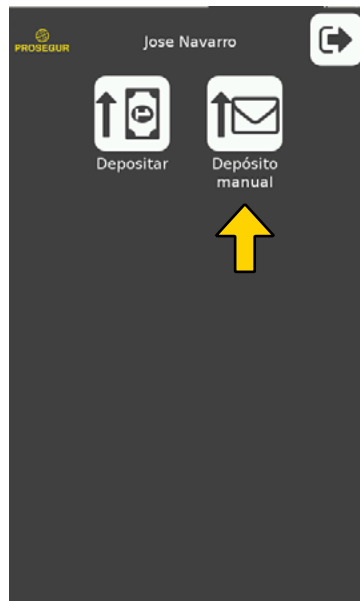 PROSEGUR
Jose Navarro
Depositar
Depósito
manual